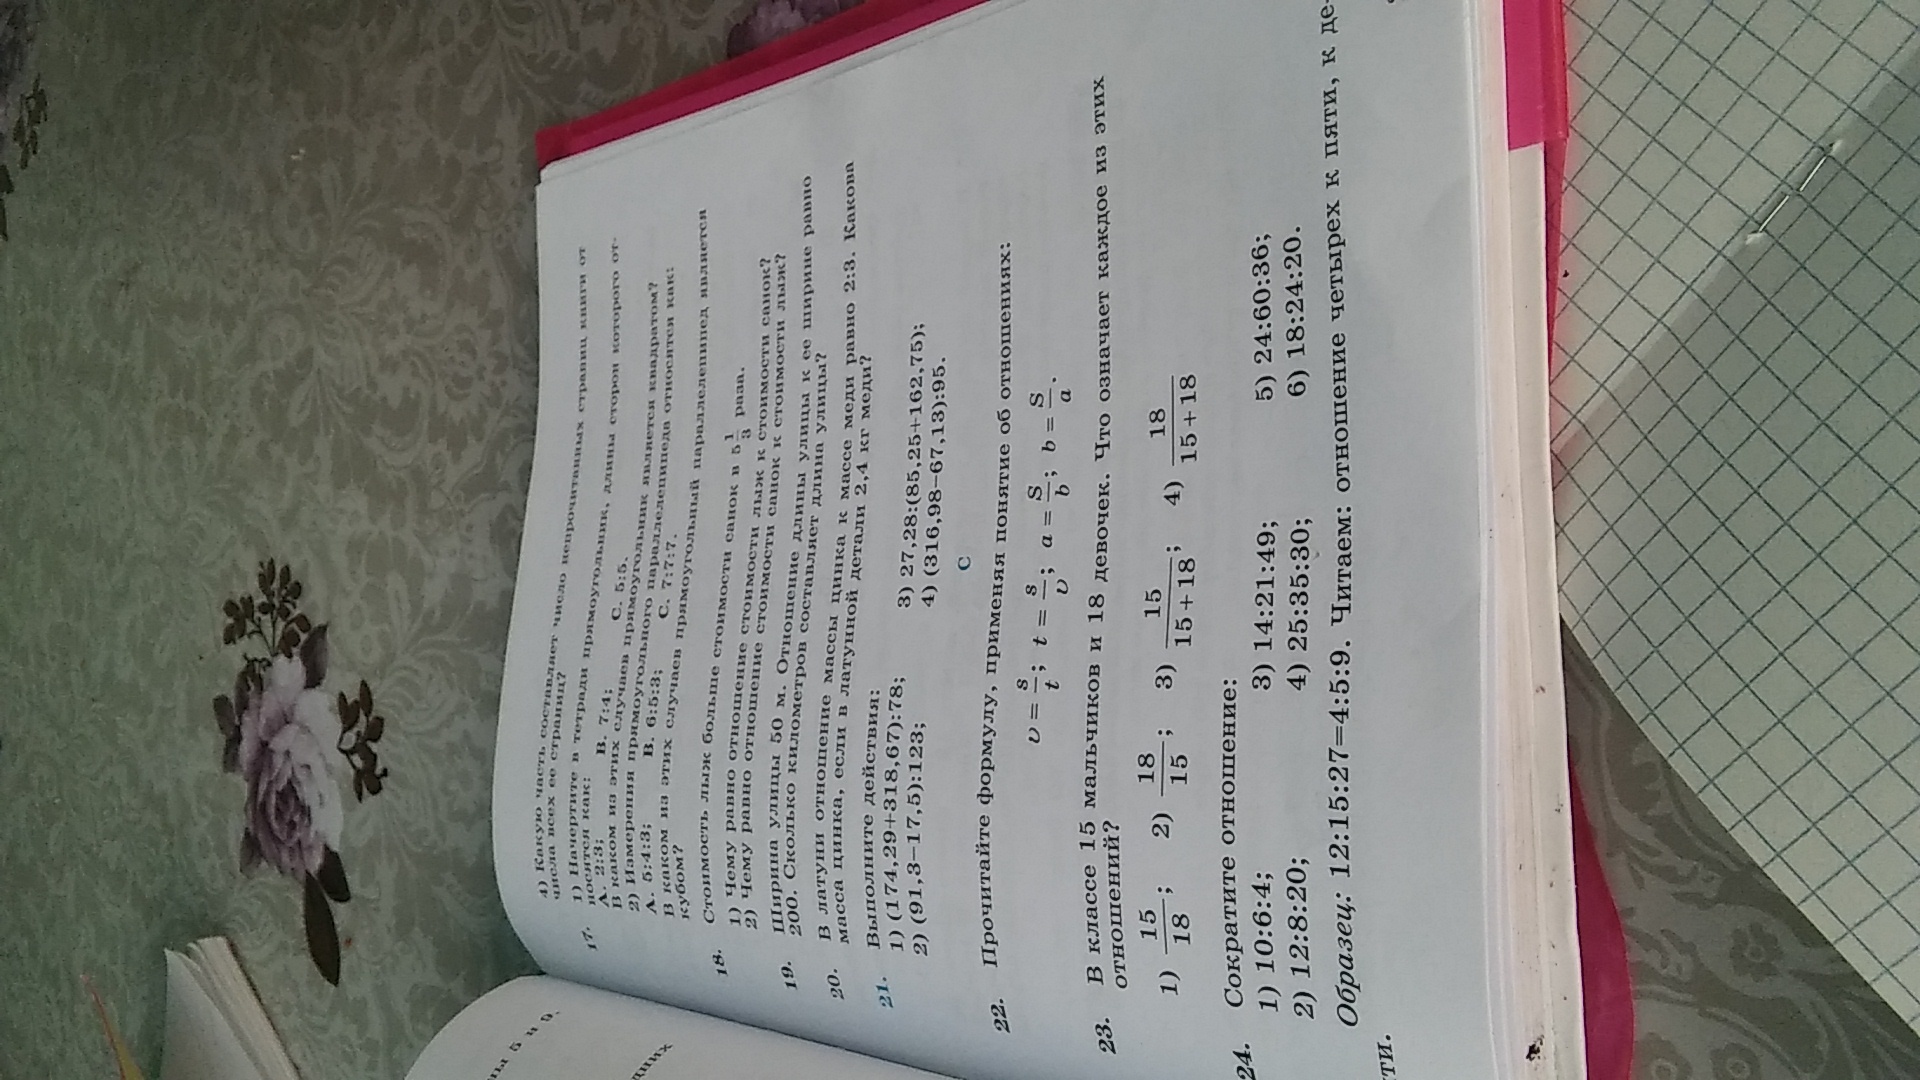 4) Какую часть составляет число непрочитанных страниц книги от
числа всех ее страниц?
17. 1) Начертите в тетради прямоугольник, длины сторон которого от-
носятся как:
А. 2:3; В. 7:4; С. 5:5.
В каком из этих случаев прямоугольник является квадратом?
2) Измерения прямоугольного параллелепипеда относятся как:
А. 5:4:3; В. 6:5:3; С. 7:7:7.
В каком из этих случаев прямоугольный параллелепипед является
кубом?
18. Стоимость лыж больше стоимости санок в 5 1/3 раза.
1) Чему равно отношение стоимости лыж к стоимости санок?
2) Чему равно отношение стоимости санок к стоимости лыж?
19. Ширина улицы 50 м. Отношение длины улицы к ее ширине равно
200. Сколько километров составляет длина улицы?
20. В латуни отношение массы цинка к массе меди равно 2:3. Какова
масса цинка, если в латунной детали 2,4 кг меди?
21. Выполните действия:
1) (174,29+318,67):78; 3) 27,28:(85,25+162,75);
2) (91,3−17,5):123; 4) (316,98−67,13):95.
С
22. Прочитайте формулу, применяя понятие об отношениях:
υ = s/t; t = s/υ; a = S/b; b = S/a.
23. В классе 15 мальчиков и 18 девочек. Что означает каждое из этих
отношений?
1) 15/18; 2) 18/15; 3) 15/(15+18); 4) 18/(15+18)
24. Сократите отношение:
1) 10:6:4; 3) 14:21:49; 5) 24:60:36;
2) 12:8:20; 4) 25:35:30; 6) 18:24:20.
Образец: 12:15:27=4:5:9. Читаем: отношение четырех к пяти, к де-